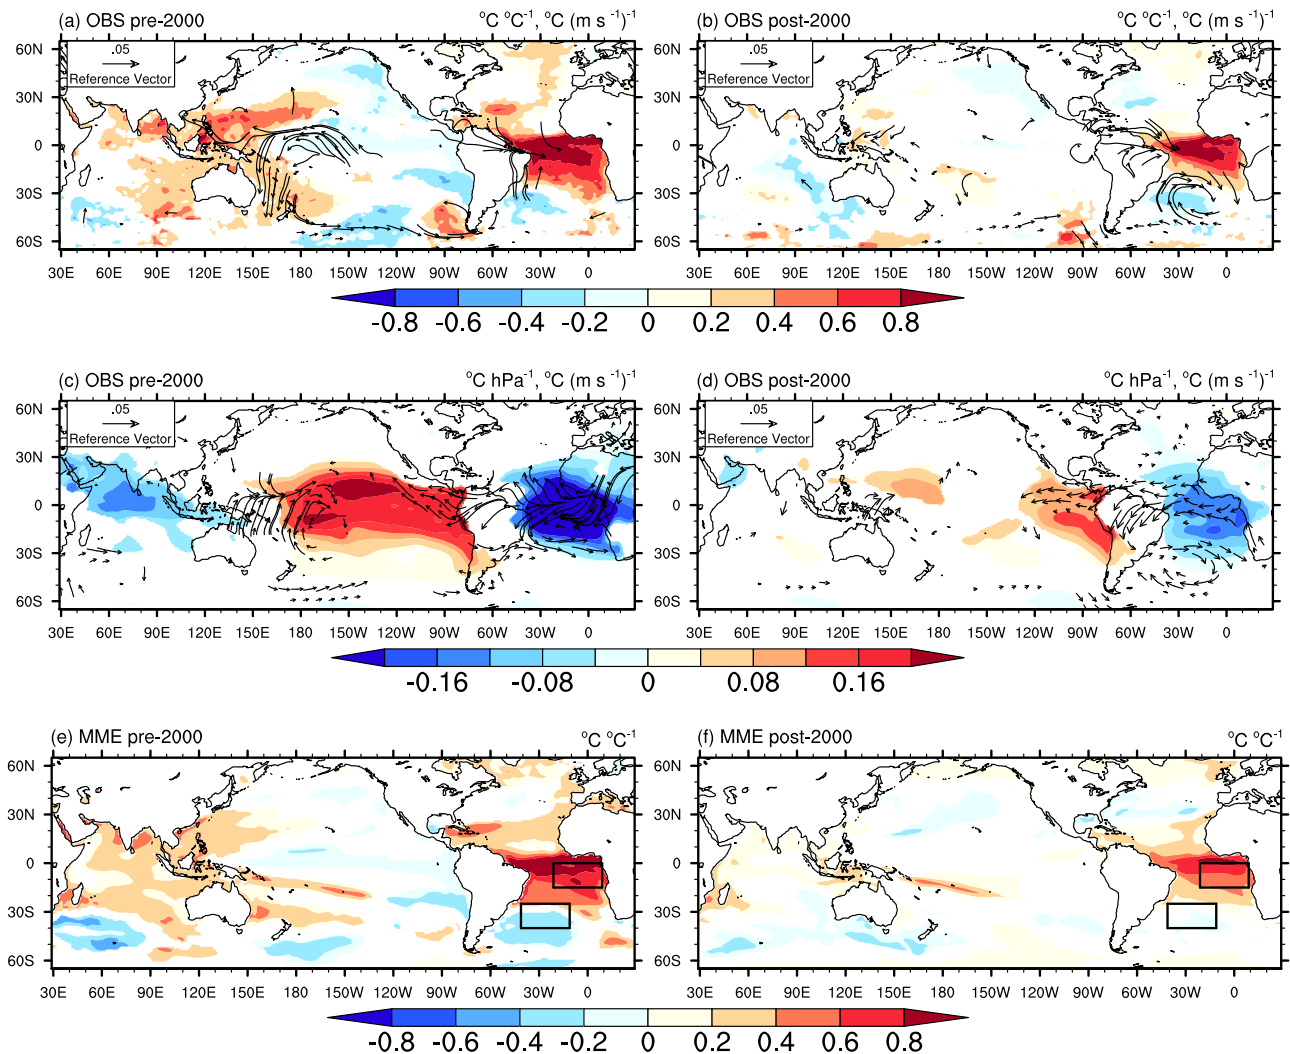 (a) OBS pre-2000 °C °C⁻¹, °C (m s⁻¹)⁻¹
(b) OBS post-2000 °C °C⁻¹, °C (m s⁻¹)⁻¹
60N .05 .05
Reference Vector Reference Vector
30N 30N
0 0
30S 30S
60S 60S
30E 60E 90E 120E 150E 180 150W 120W 90W 60W 30W 0
30E 60E 90E 120E 150E 180 150W 120W 90W 60W 30W 0
-0.8 -0.6 -0.4 -0.2 0 0.2 0.4 0.6 0.8
(c) OBS pre-2000 °C hPa⁻¹, °C (m s⁻¹)⁻¹
(d) OBS post-2000 °C hPa⁻¹, °C (m s⁻¹)⁻¹
60N .05 60N .05
Reference Vector Reference Vector
30N 30N
0 0
30S 30S
60S 60S
30E 60E 90E 120E 150E 180 150W 120W 90W 60W 30W 0
30E 60E 90E 120E 150E 180 150W 120W 90W 60W 30W 0
-0.16 -0.08 0 0.08 0.16
(e) MME pre-2000 °C °C⁻¹
(f) MME post-2000 °C °C⁻¹
60N 60N
30N 30N
0 0
30S 30S
60S 60S
30E 60E 90E 120E 150E 180 150W 120W 90W 60W 30W 0
30E 60E 90E 120E 150E 180 150W 120W 90W 60W 30W 0
-0.8 -0.6 -0.4 -0.2 0 0.2 0.4 0.6 0.8